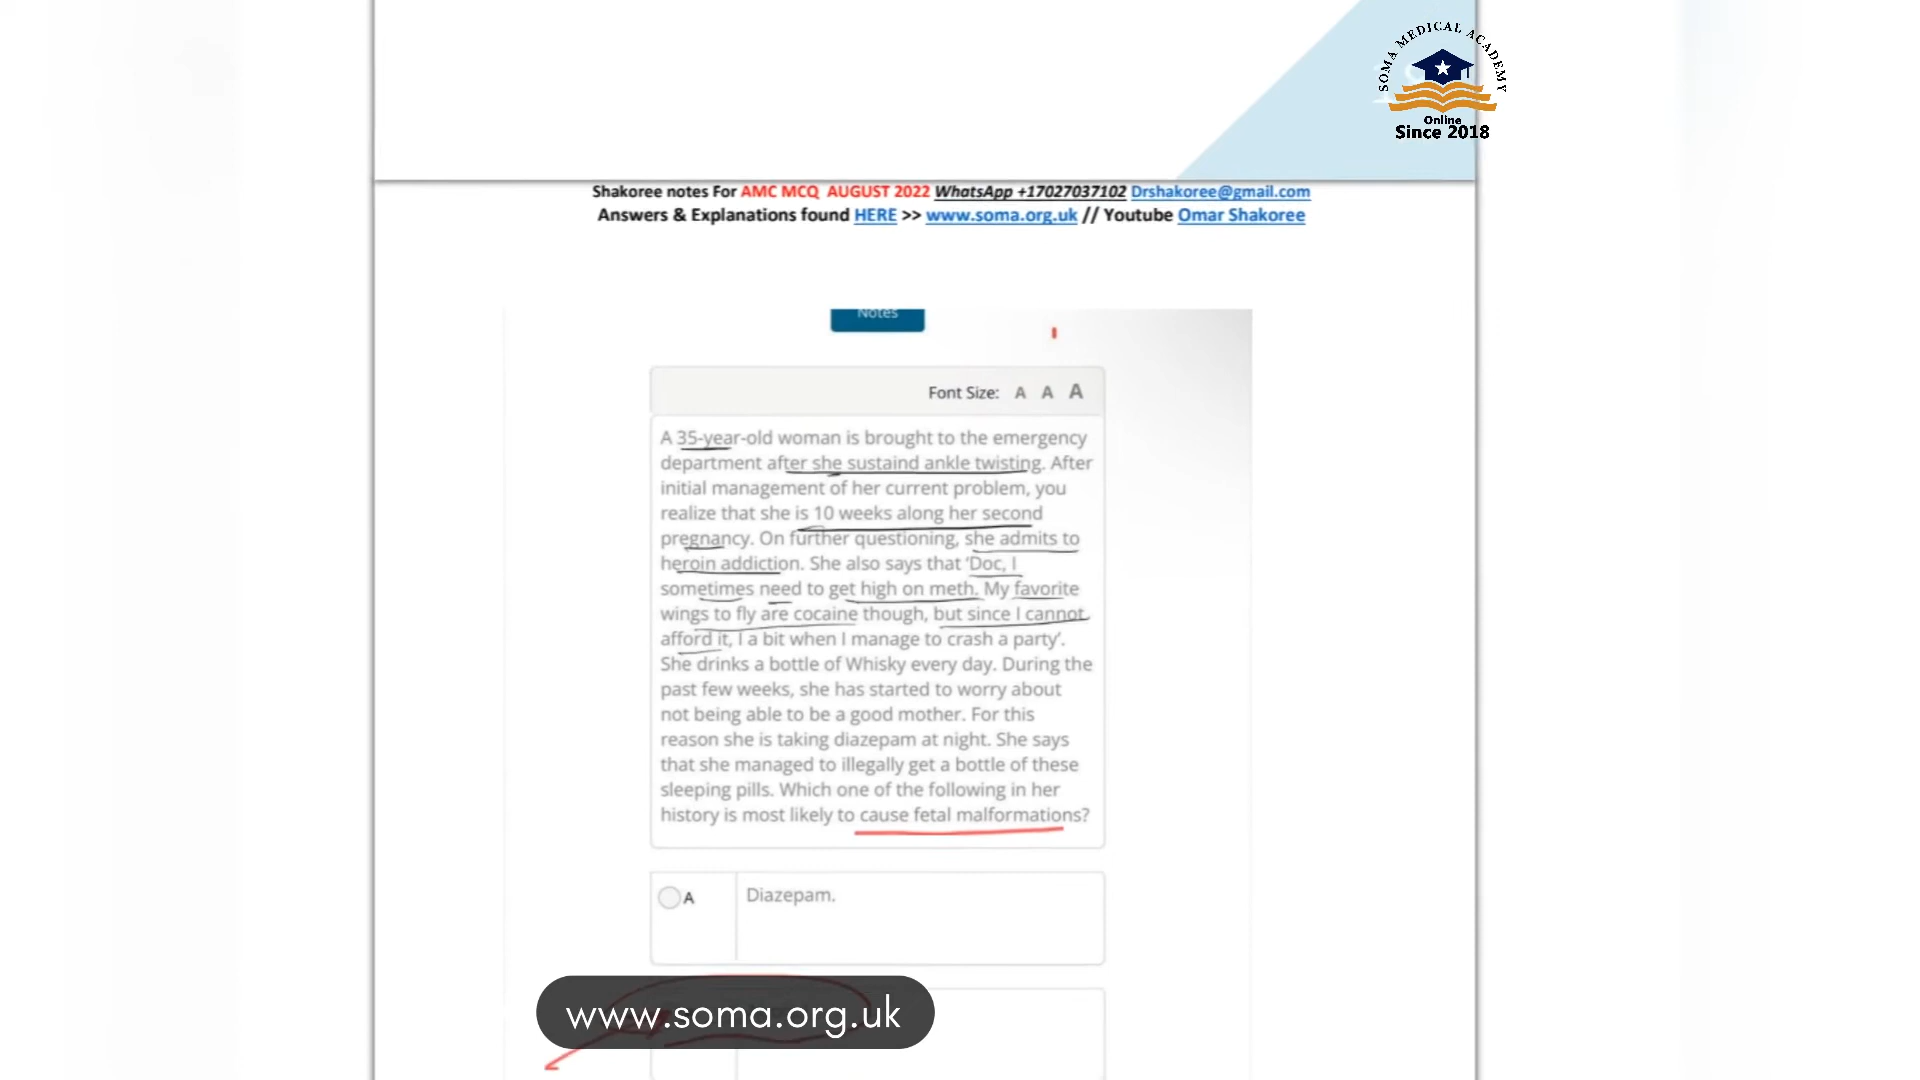 SOMA MEDICAL ACADEMY
Online
Since 2018
Shakoree notes For AMC MCQ AUGUST 2022 WhatsApp +17027037102 Drshakoree@gmail.com
Answers & Explanations found HERE >> www.soma.org.uk // Youtube Omar Shakoree
Notes
Font Size: A A A
A 35-year-old woman is brought to the emergency
department after she sustaind ankle twisting. After
initial management of her current problem, you
realize that she is 10 weeks along her second
pregnancy. On further questioning, she admits to
heroin addiction. She also says that ‘Doc, I
sometimes need to get high on meth. My favorite
wings to fly are cocaine though, but since I cannot
afford it, I a bit when I manage to crash a party’.
She drinks a bottle of Whisky every day. During the
past few weeks, she has started to worry about
not being able to be a good mother. For this
reason she is taking diazepam at night. She says
that she managed to illegally get a bottle of these
sleeping pills. Which one of the following in her
history is most likely to cause fetal malformations?
A Diazepam.
www.soma.org.uk